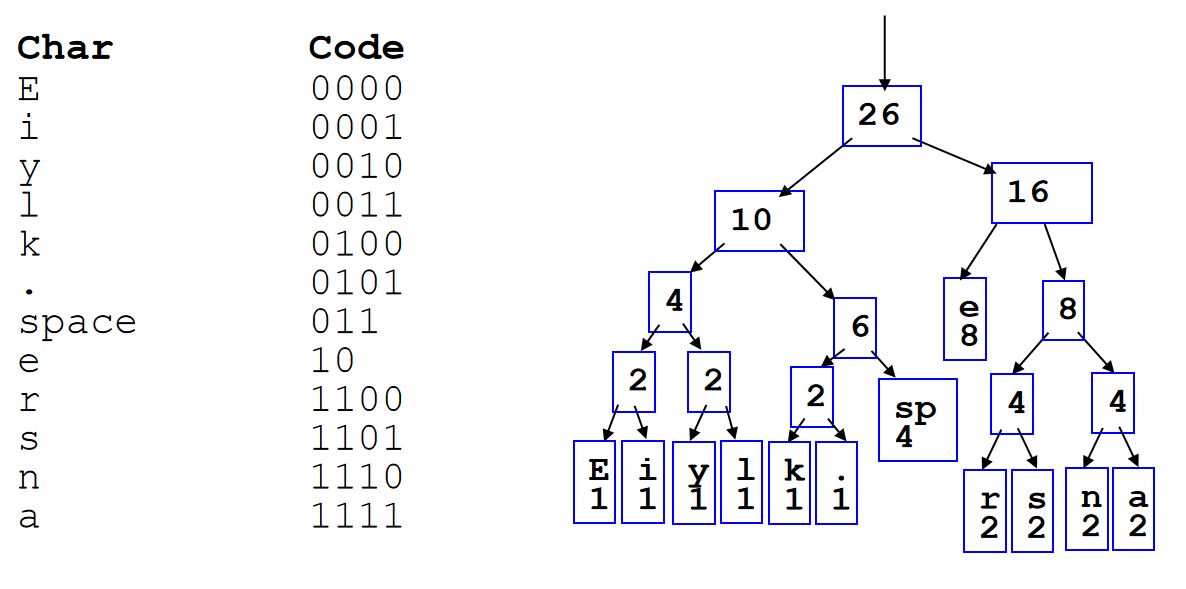 Char Code
E 0000
i 0001
y 0010
l 0011
k 0100
. 0101
space 011
e 10
r 1100
s 1101
n 1110
a 1111
26
10
16
4
6
e
8
8
2
2
2
sp
4
4
4
E
1
i
1
y
1
l
1
k
1
.
1
r
2
s
2
n
2
a
2